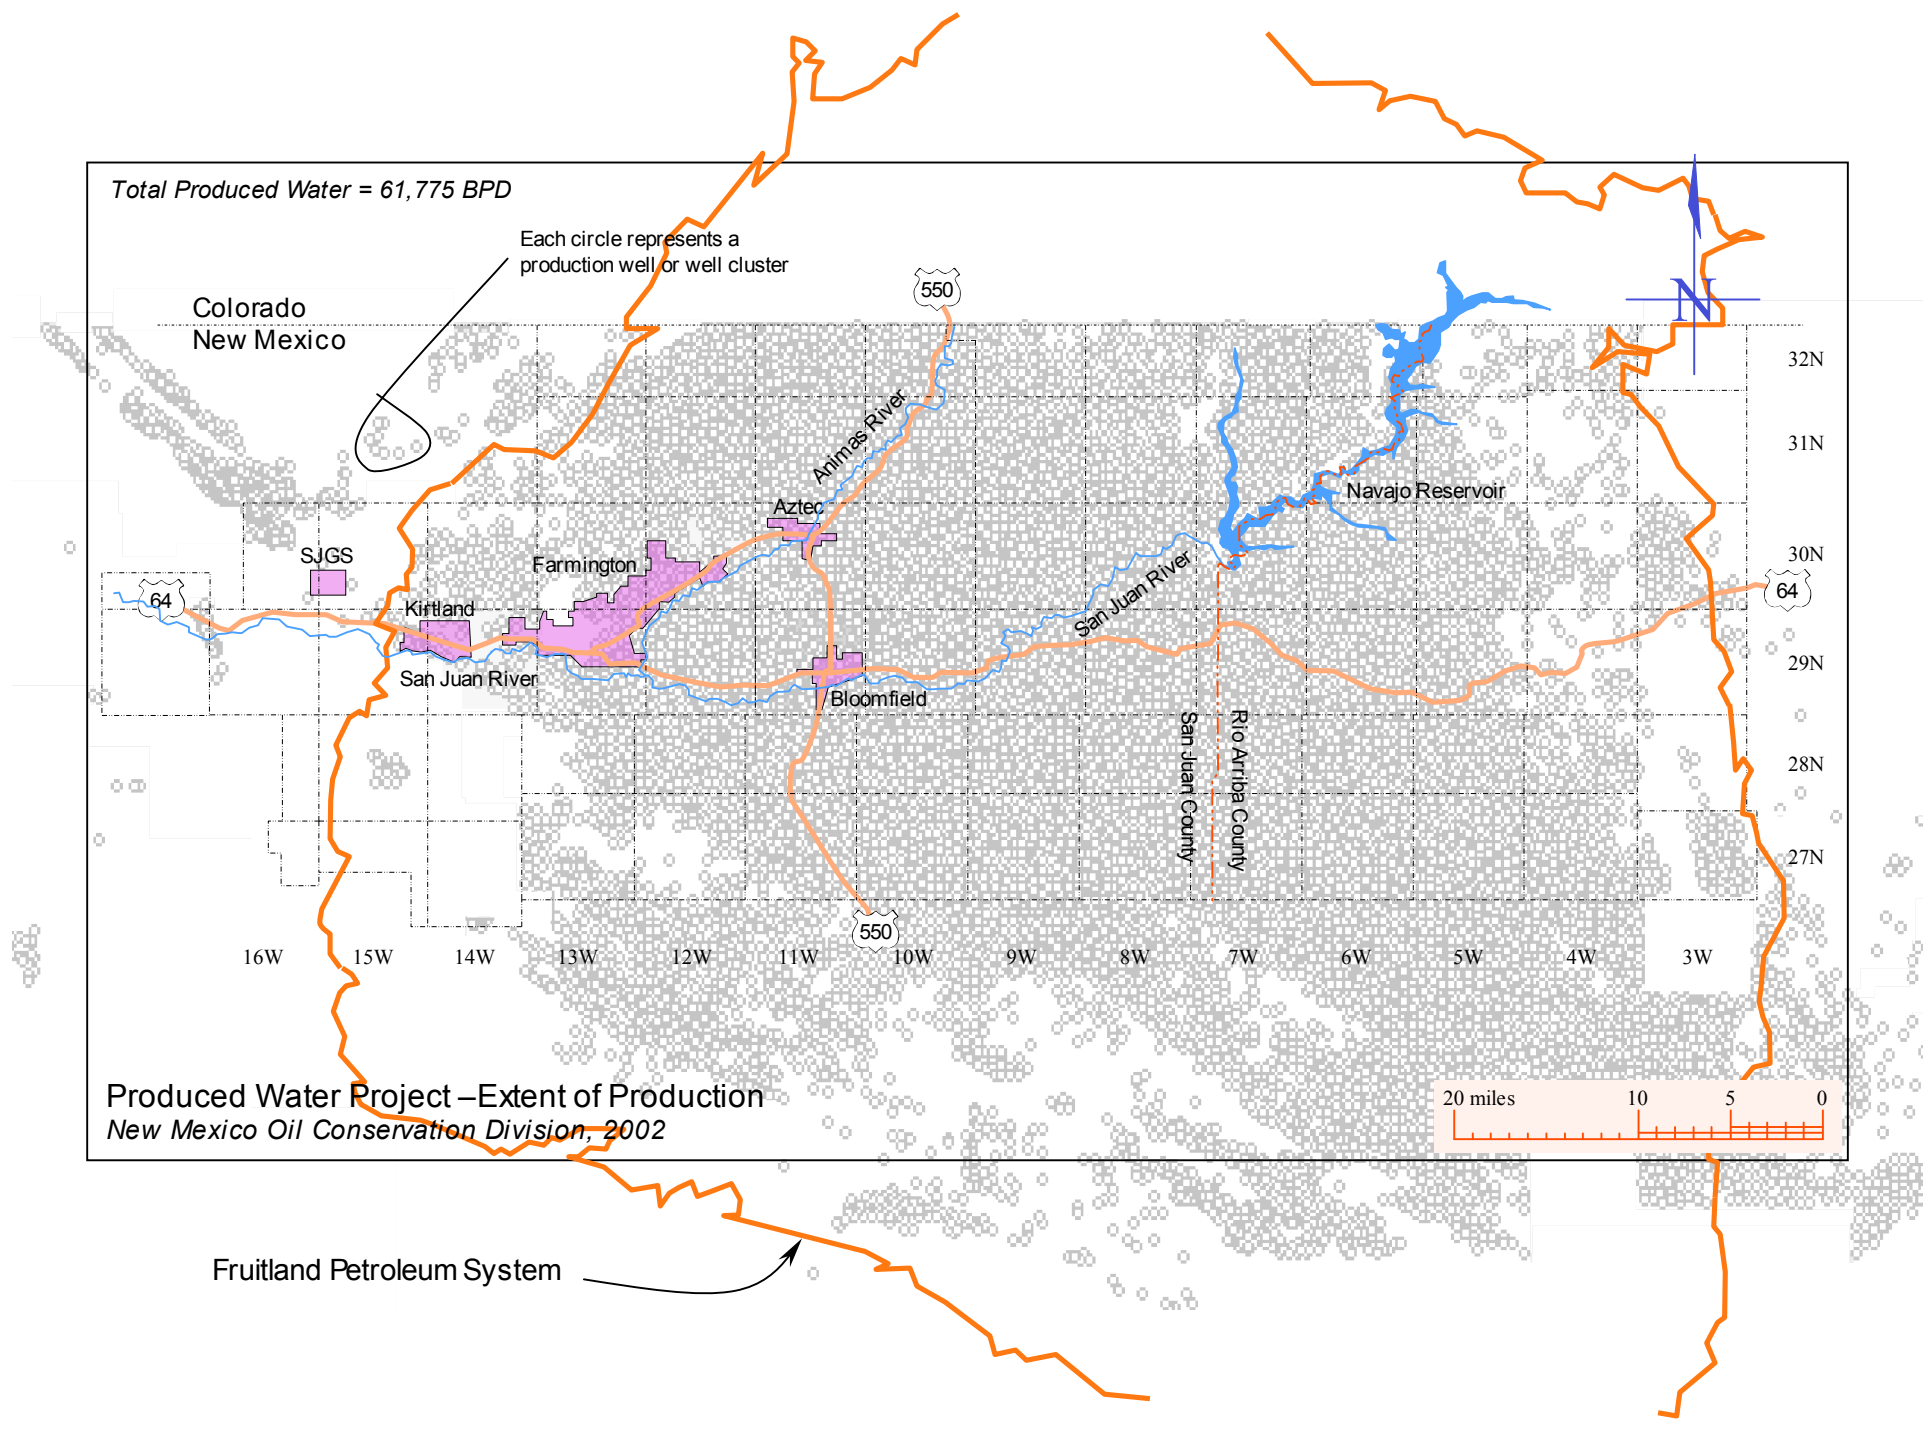 Total Produced Water = 61,775 BPD
Each circle represents a
production well or well cluster
550
Colorado
New Mexico
N
32N
Animas River
31N
Navajo Reservoir
Aztec
SJGS
Farmington
30N
64
64
Kirtland
San Juan River
29N
San Juan River
Bloomfield
San Juan County
Rio Arriba County
28N
27N
550
16W 15W 14W 13W 12W 11W 10W 9W 8W 7W 6W 5W 4W 3W
Produced Water Project –Extent of Production
New Mexico Oil Conservation Division, 2002
20 miles 10 5 0
Fruitland Petroleum System